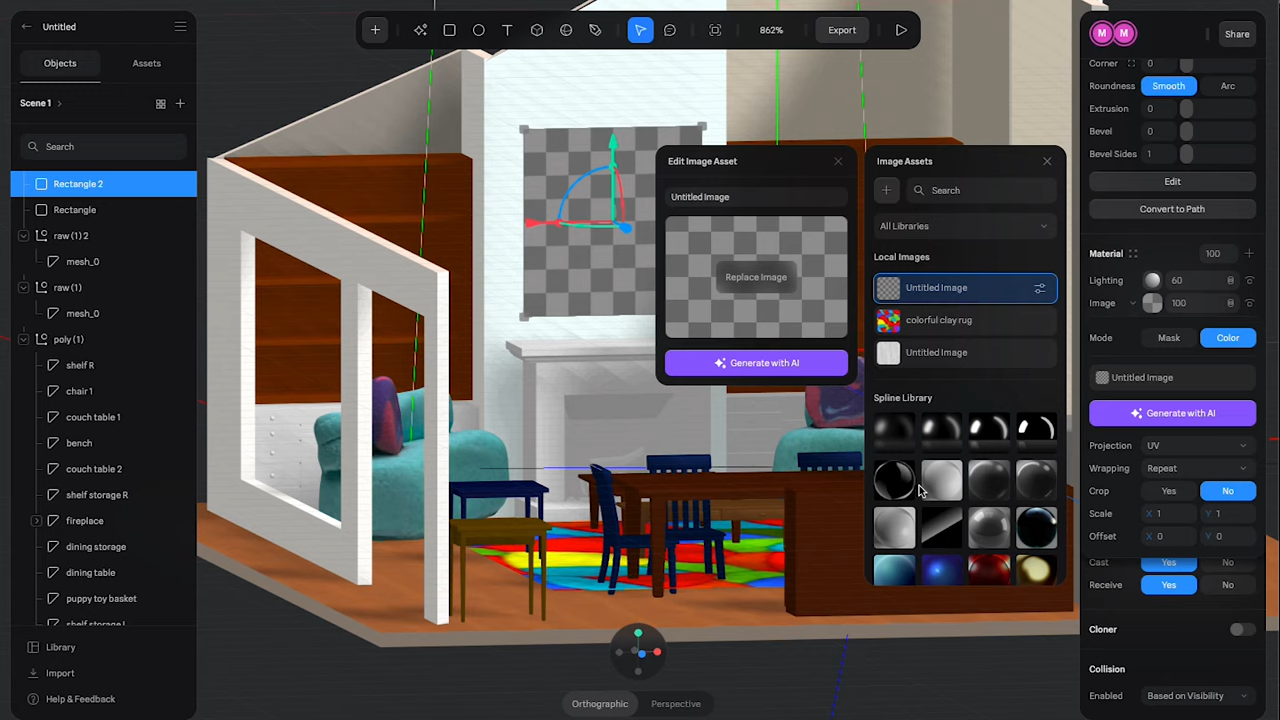 Untitled
Objects
Assets
Scene 1
Search
Rectangle 2
Rectangle
raw (1) 2
mesh_0
raw (1)
mesh_0
poly (1)
shelf R
chair 1
couch table 1
bench
couch table 2
shelf storage R
fireplace
dining storage
dining table
puppy toy basket
shelf storage L
Library
Import
Help & Feedback
T
862%
Export
Edit Image Asset
Untitled Image
Replace Image
Generate with AI
Image Assets
Search
All Libraries
Local Images
Untitled Image
colorful clay rug
Untitled Image
Spline Library
Orthographic
Perspective
M
M
Share
Corner
0
Roundness
Smooth
Arc
Extrusion
0
Bevel
0
Bevel Sides
1
Edit
Convert to Path
Material
100
Lighting
60
Image
100
Mode
Mask
Color
Untitled Image
Generate with AI
Projection
UV
Wrapping
Repeat
Crop
Yes
No
Scale
X 1
Y 1
Offset
X 0
Y 0
Cast
Yes
No
Receive
Yes
No
Cloner
Collision
Enabled
Based on Visibility